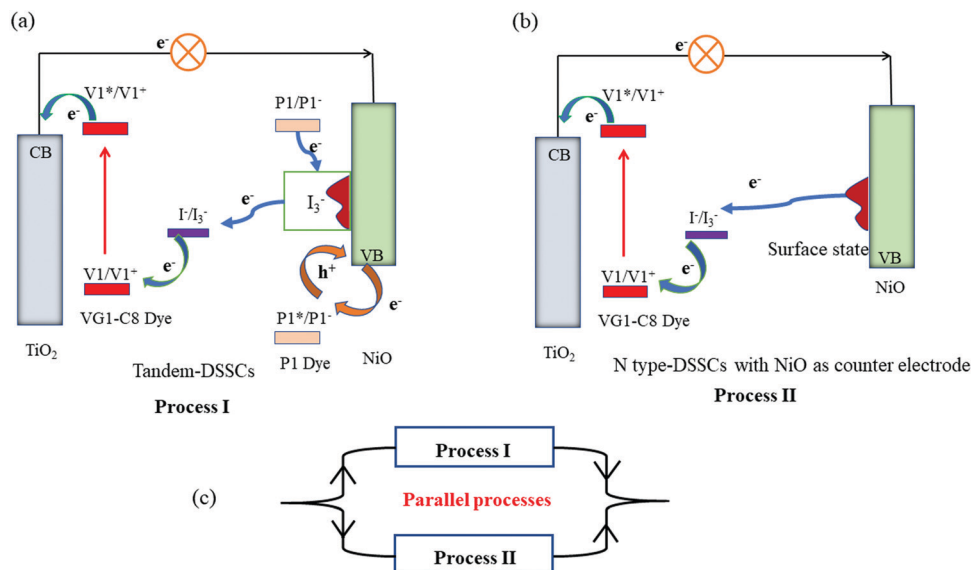 (a)
e-
V1*/V1+
e-
CB
P1/P1-
e-
I3-
e-
I-/I3-
e-
V1/V1+
VG1-C8 Dye
VB
h+
e-
P1*/P1-
P1 Dye
NiO
TiO2
Tandem-DSSCs
Process I
(b)
e-
V1*/V1+
e-
CB
e-
I-/I3-
e-
Surface state
VB
NiO
V1/V1+
VG1-C8 Dye
TiO2
N type-DSSCs with NiO as counter electrode
Process II
(c)
Process I
Parallel processes
Process II